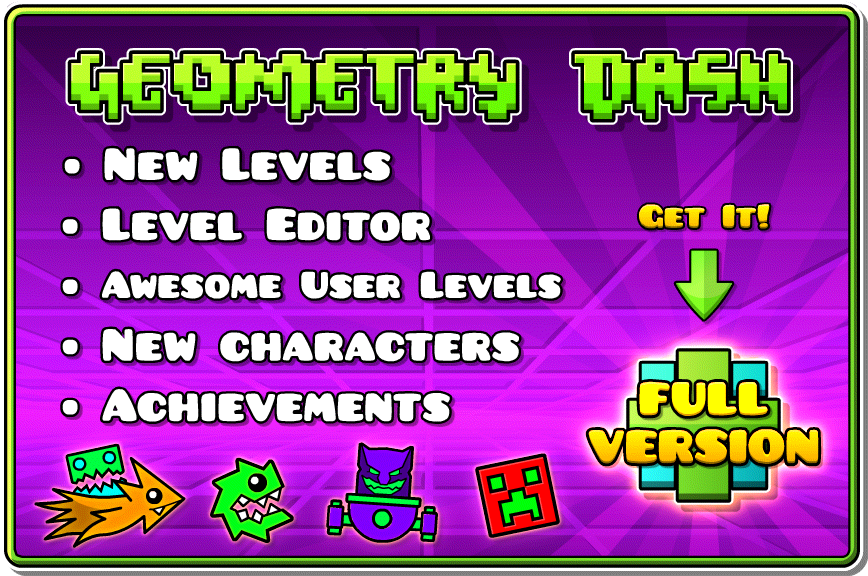 Geometry Dash
• New Levels
• Level Editor
• Awesome User Levels
• New characters
• Achievements
Get It!
Full
Version